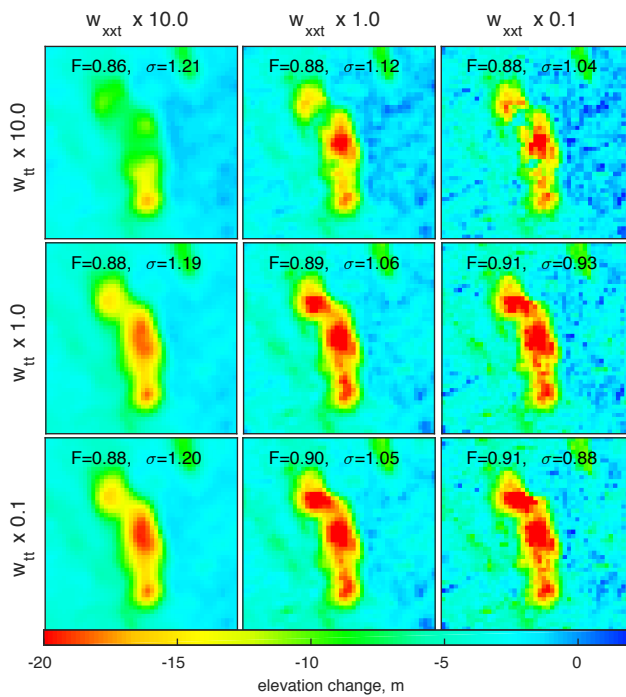 w_xxt x 10.0 w_xxt x 1.0 w_xxt x 0.1
w_tt x 10.0
F=0.86, σ=1.21 F=0.88, σ=1.12 F=0.88, σ=1.04
w_tt x 1.0
F=0.88, σ=1.19 F=0.89, σ=1.06 F=0.91, σ=0.93
w_tt x 0.1
F=0.88, σ=1.20 F=0.90, σ=1.05 F=0.91, σ=0.88
-20 -15 -10 -5 0
elevation change, m